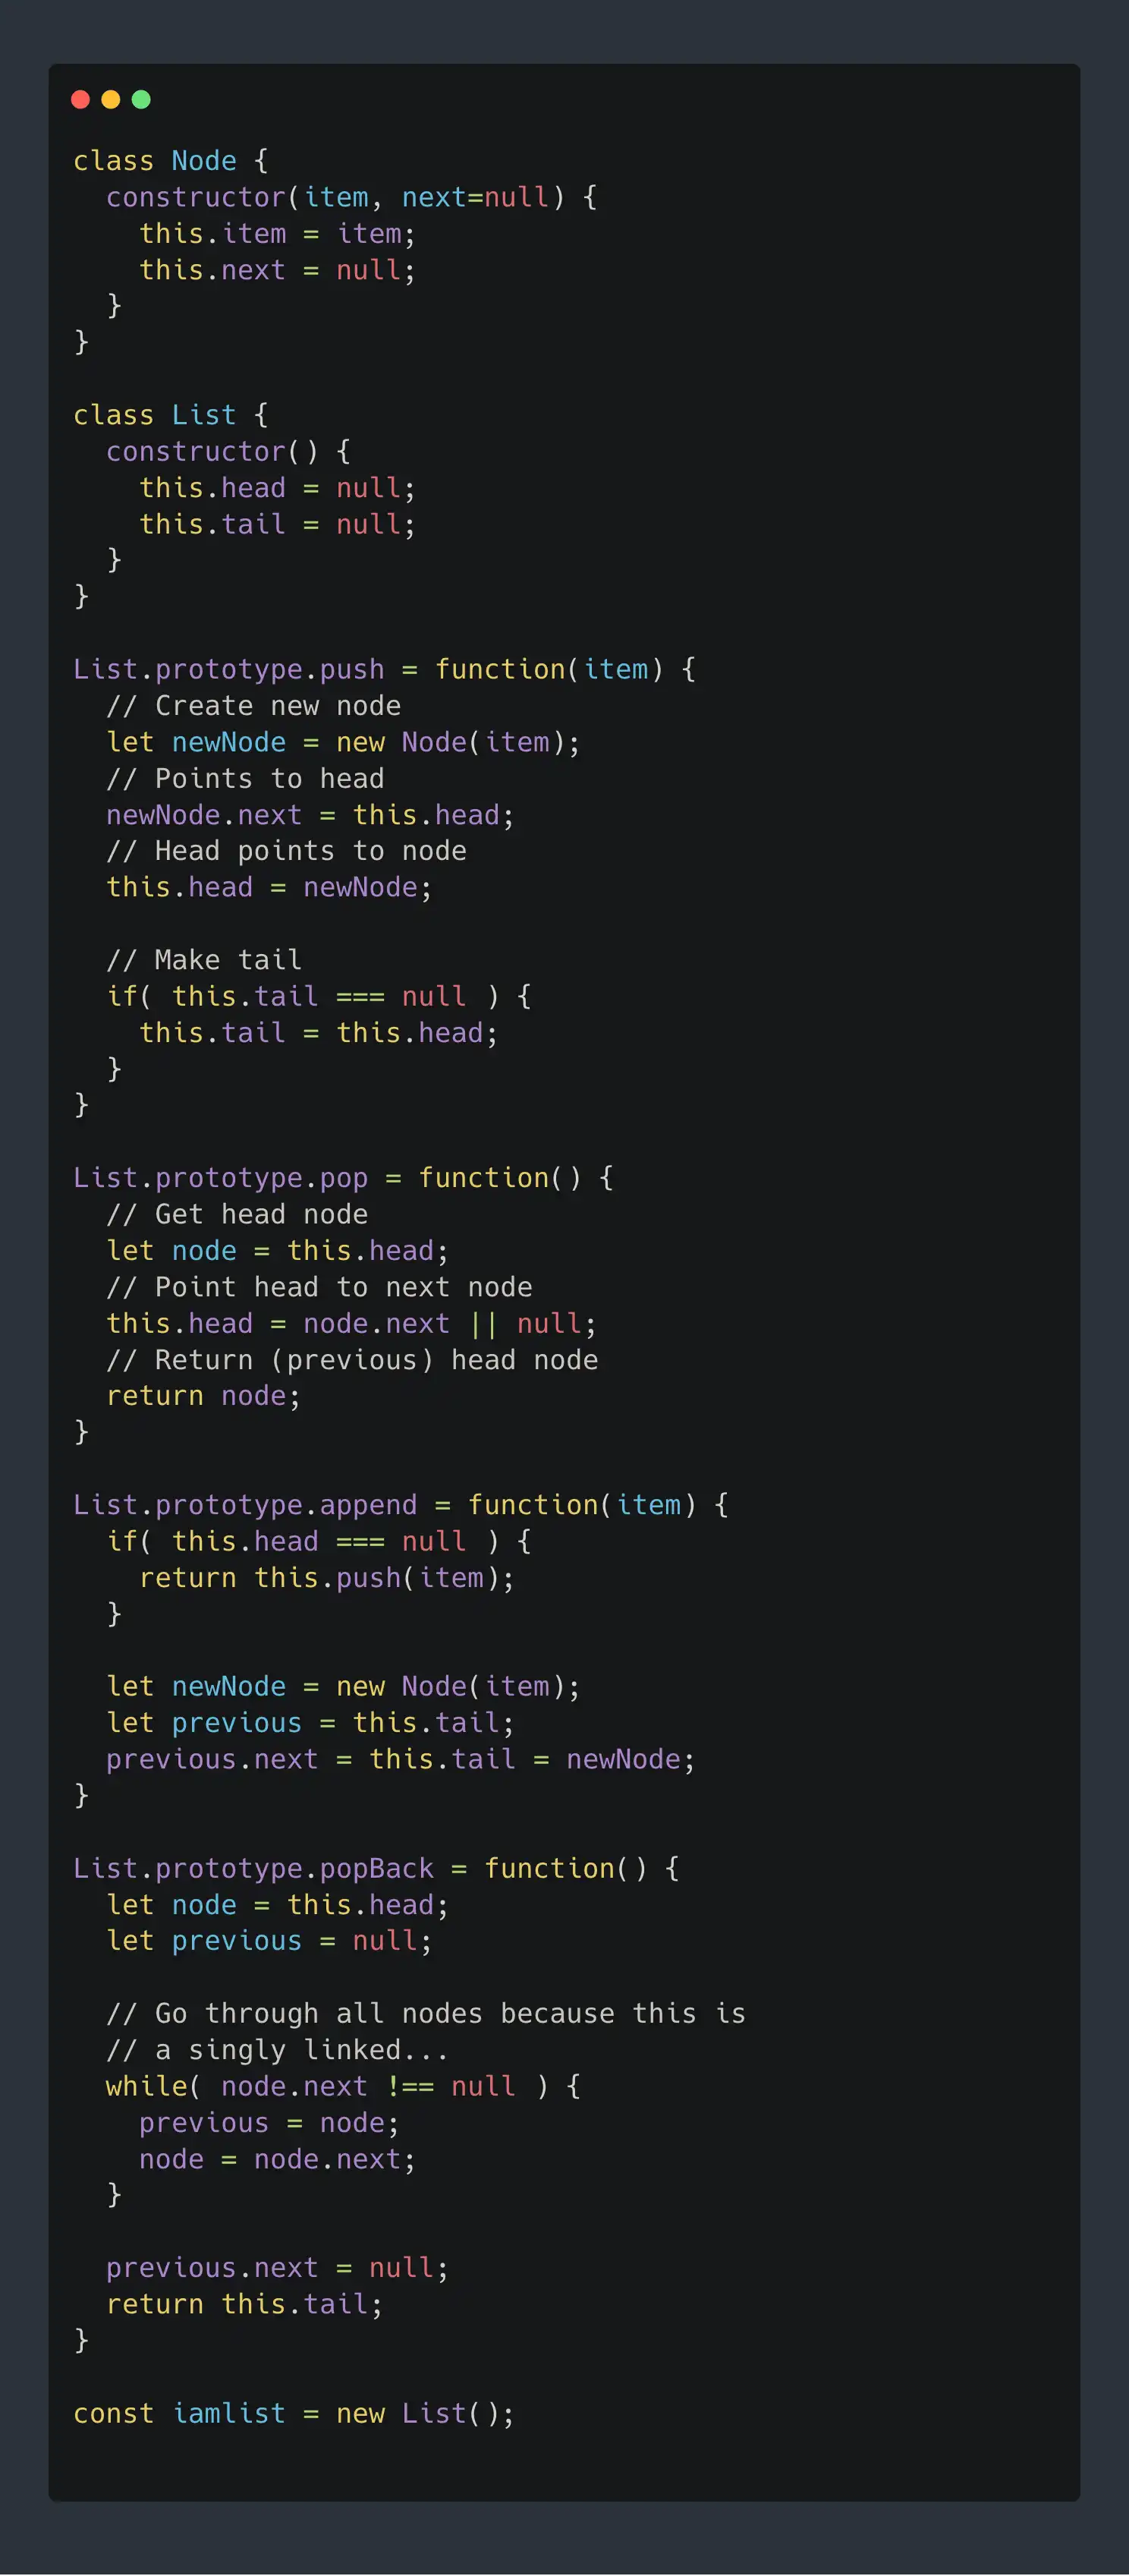 class Node {
  constructor(item, next=null) {
    this.item = item;
    this.next = null;
  }
}

class List {
  constructor() {
    this.head = null;
    this.tail = null;
  }
}

List.prototype.push = function(item) {
  // Create new node
  let newNode = new Node(item);
  // Points to head
  newNode.next = this.head;
  // Head points to node
  this.head = newNode;

  // Make tail
  if( this.tail === null ) {
    this.tail = this.head;
  }
}

List.prototype.pop = function() {
  // Get head node
  let node = this.head;
  // Point head to next node
  this.head = node.next || null;
  // Return (previous) head node
  return node;
}

List.prototype.append = function(item) {
  if( this.head === null ) {
    return this.push(item);
  }

  let newNode = new Node(item);
  let previous = this.tail;
  previous.next = this.tail = newNode;
}

List.prototype.popBack = function() {
  let node = this.head;
  let previous = null;

  // Go through all nodes because this is
  // a singly linked...
  while( node.next !== null ) {
    previous = node;
    node = node.next;
  }

  previous.next = null;
  return this.tail;
}

const iamlist = new List();